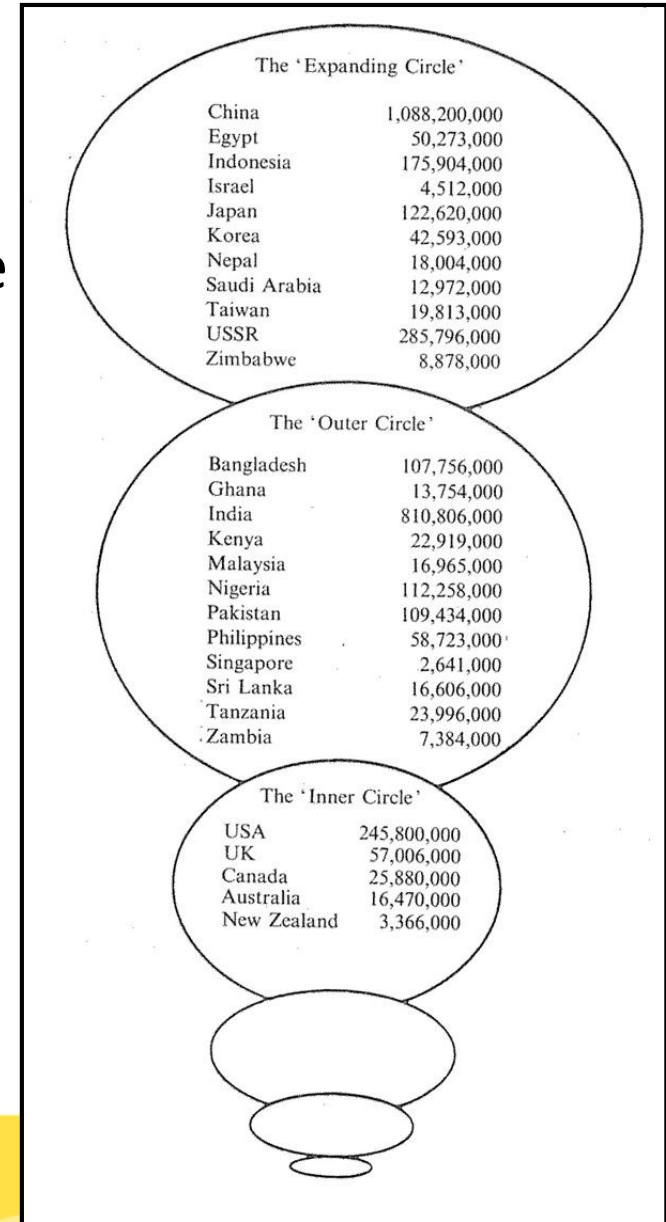 e
The 'Expanding Circle'
China 1,088,200,000
Egypt 50,273,000
Indonesia 175,904,000
Israel 4,512,000
Japan 122,620,000
Korea 42,593,000
Nepal 18,004,000
Saudi Arabia 12,972,000
Taiwan 19,813,000
USSR 285,796,000
Zimbabwe 8,878,000
The 'Outer Circle'
Bangladesh 107,756,000
Ghana 13,754,000
India 810,806,000
Kenya 22,919,000
Malaysia 16,965,000
Nigeria 112,258,000
Pakistan 109,434,000
Philippines 58,723,000
Singapore 2,641,000
Sri Lanka 16,606,000
Tanzania 23,996,000
Zambia 7,384,000
The 'Inner Circle'
USA 245,800,000
UK 57,006,000
Canada 25,880,000
Australia 16,470,000
New Zealand 3,366,000